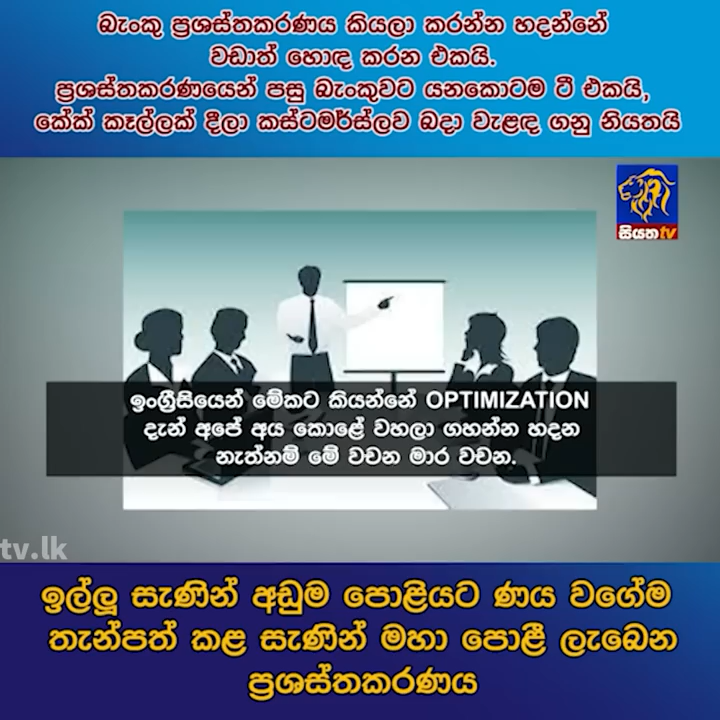 බැංකු ප්‍රශස්තකරණය කියලා කරන්න හදන්නේ
වඩාත් හොඳ කරන එකයි.
ප්‍රශස්තකරණයෙන් පසු බැංකුවට යනකොටම ටී එකයි,
කේක් කෑල්ලක් දීලා කස්ටමර්ස්ලව බදා වැළඳ ගනු නියතයි
සියත tv
ඉංග්‍රීසියෙන් මේකට කියන්නේ OPTIMIZATION
දැන් අපේ අය කොළේ වහලා ගහන්න හදන
නැත්නම් මේ වචන මාර වචන.
tv.lk
ඉල්ලූ සැණින් අඩුම පොළියට ණය වගේම
තැන්පත් කළ සැණින් මහා පොළී ලැබෙන
ප්‍රශස්තකරණය